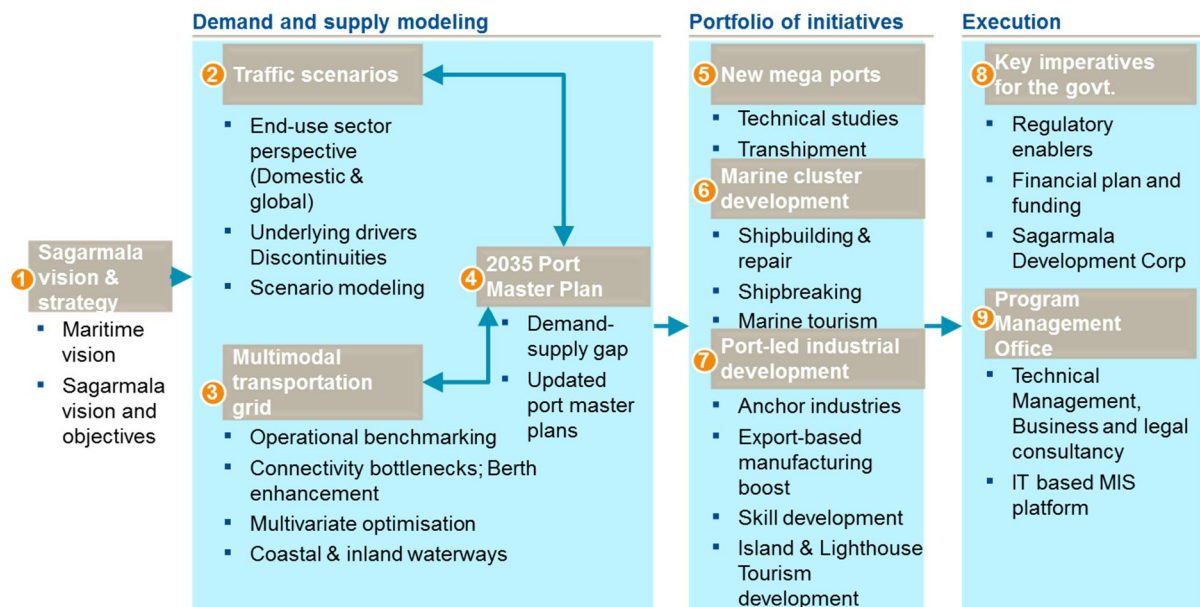 Demand and supply modeling
Portfolio of initiatives
Execution
1
Sagarmala
vision &
strategy
▪ Maritime
vision
▪ Sagarmala
vision and
objectives
2
Traffic scenarios
▪ End-use sector
perspective
(Domestic &
global)
▪ Underlying drivers
Discontinuities
▪ Scenario modeling
3
Multimodal
transportation
grid
▪ Operational benchmarking
▪ Connectivity bottlenecks; Berth
enhancement
▪ Multivariate optimisation
▪ Coastal & inland waterways
4
2035 Port
Master Plan
▪ Demand-
supply gap
▪ Updated
port master
plans
5
New mega ports
▪ Technical studies
▪ Transhipment
6
Marine cluster
development
▪ Shipbuilding &
repair
▪ Shipbreaking
▪ Marine tourism
7
Port-led industrial
development
▪ Anchor industries
▪ Export-based
manufacturing
boost
▪ Skill development
▪ Island & Lighthouse
Tourism
development
8
Key imperatives
for the govt.
▪ Regulatory
enablers
▪ Financial plan and
funding
▪ Sagarmala
Development Corp
9
Program
Management
Office
▪ Technical
Management,
Business and legal
consultancy
▪ IT based MIS
platform